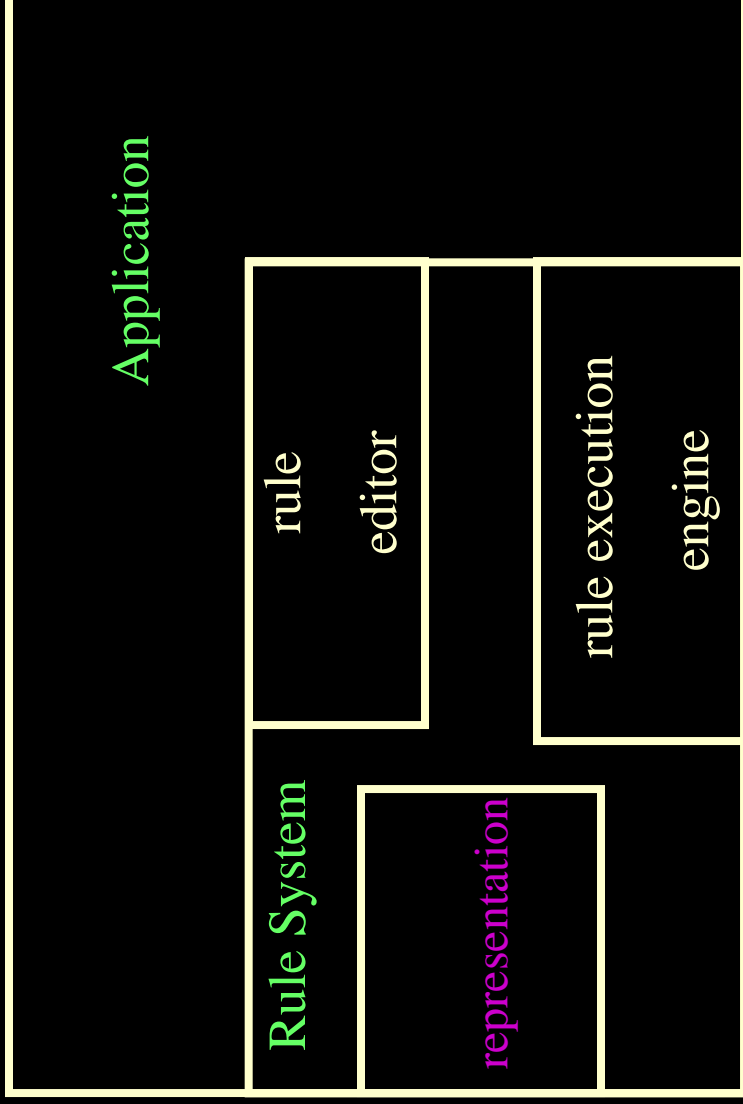 Application
Rule System
rule
editor
representation
rule execution
engine